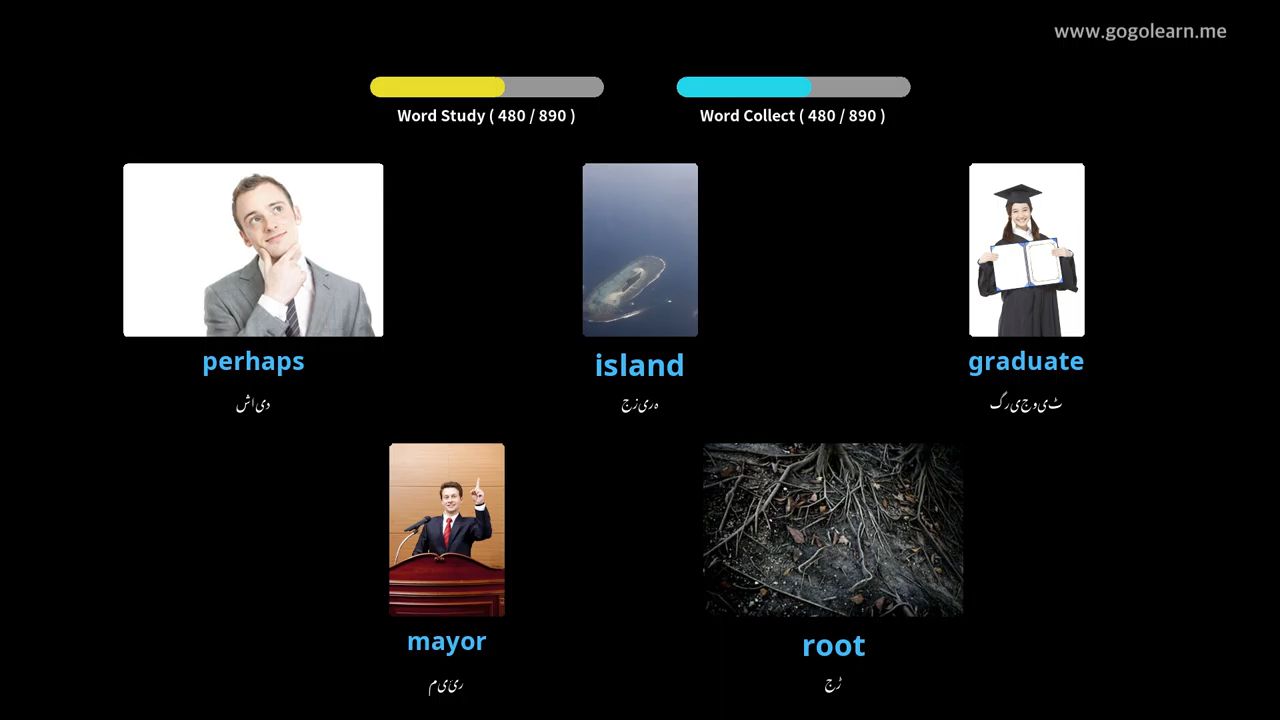 www.gogolearn.me
Word Study ( 480 / 890 )
Word Collect ( 480 / 890 )
perhaps
دیاش
island
ہریزج
graduate
ٹیوجیرگ
mayor
رئیم
root
ڑج